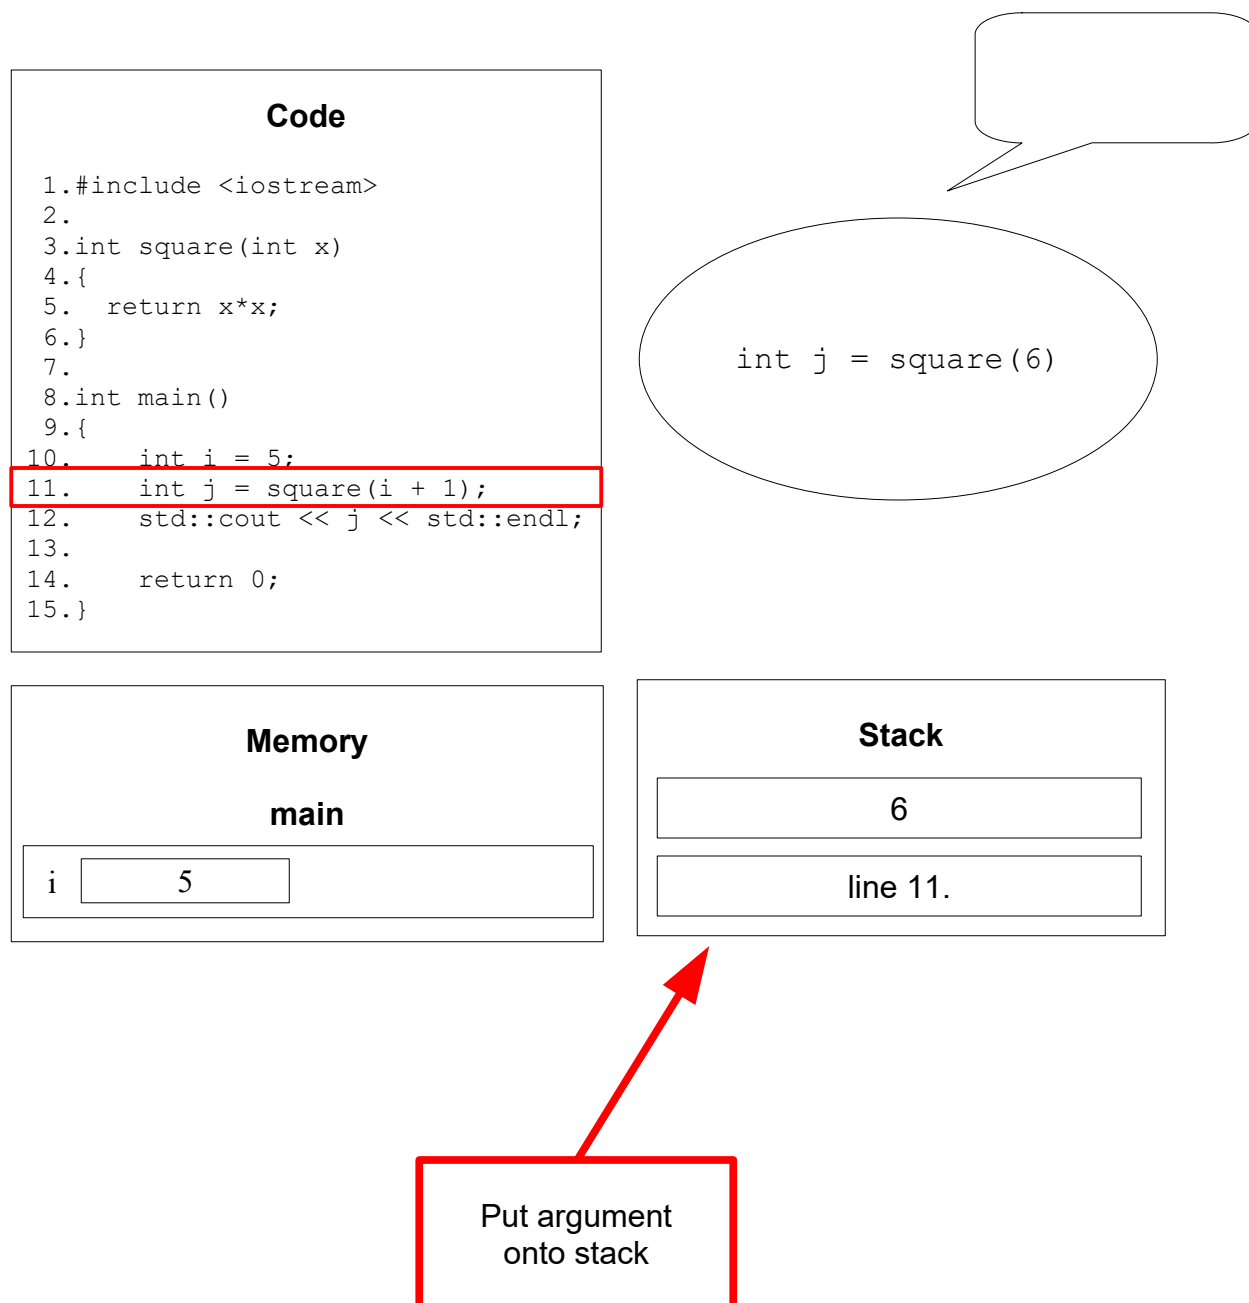 Code
1.#include <iostream>
2.
3.int square(int x)
4.{
5.  return x*x;
6.}
7.
8.int main()
9.{
10.    int i = 5;
11.    int j = square(i + 1);
12.    std::cout << j << std::endl;
13.
14.    return 0;
15.}
int j = square(6)
Memory
main
i 5
Stack
6
line 11.
Put argument
onto stack